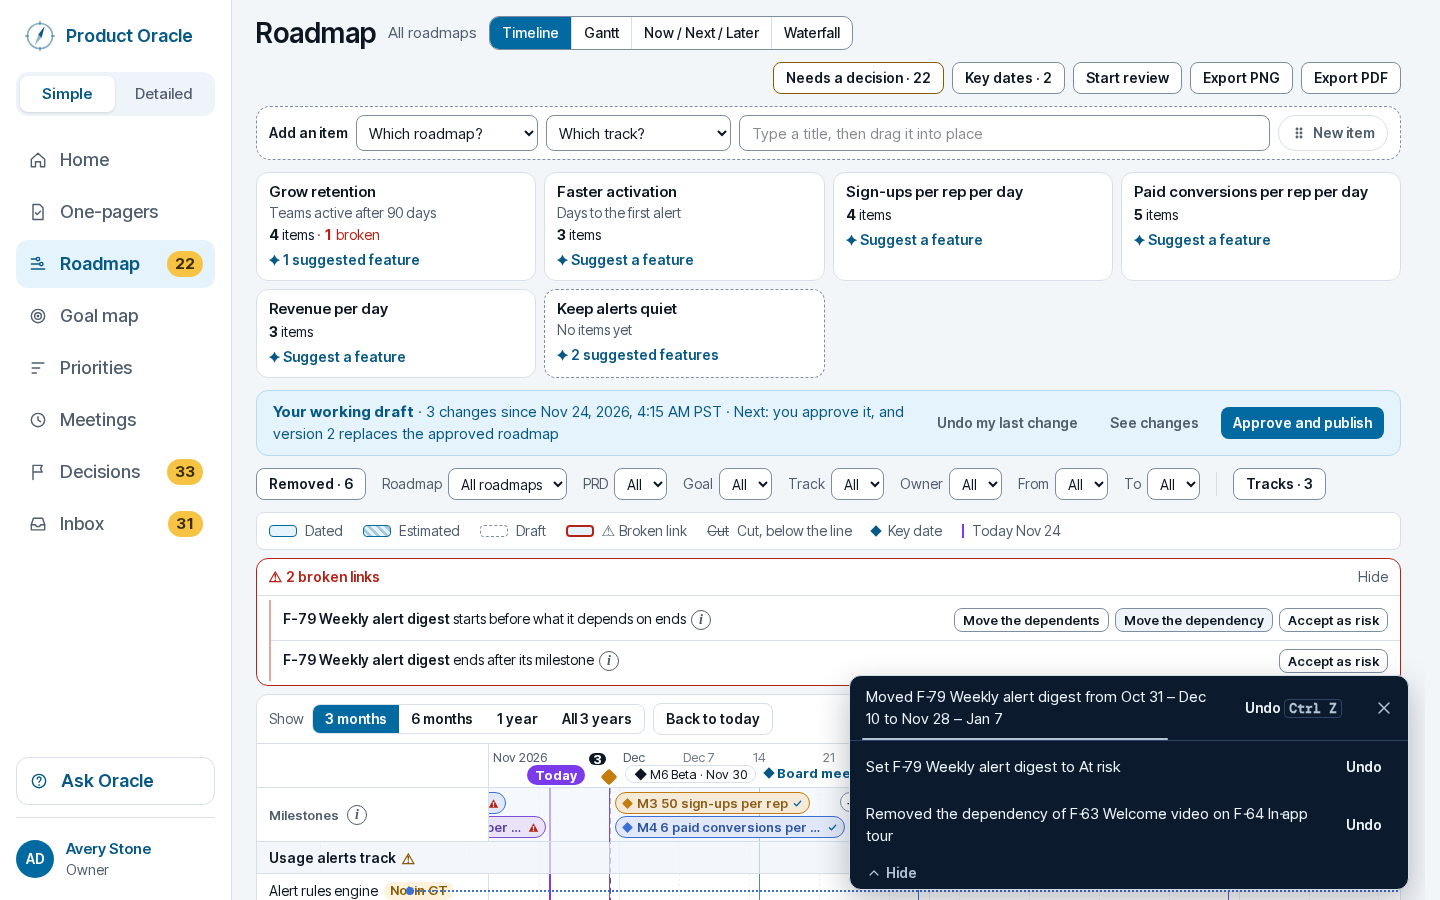 Product Oracle
Simple
Detailed
Home
One-pagers
Roadmap 22
Goal map
Priorities
Meetings
Decisions 33
Inbox 31
Ask Oracle
AD
Avery Stone
Owner
Roadmap All roadmaps Timeline Gantt Now / Next / Later Waterfall
Needs a decision · 22 Key dates · 2 Start review Export PNG Export PDF
Add an item Which roadmap? Which track? Type a title, then drag it into place New item
Grow retention
Teams active after 90 days
4 items · 1 broken
1 suggested feature
Faster activation
Days to the first alert
3 items
Suggest a feature
Sign-ups per rep per day
4 items
Suggest a feature
Paid conversions per rep per day
5 items
Suggest a feature
Revenue per day
3 items
Suggest a feature
Keep alerts quiet
No items yet
2 suggested features
Your working draft · 3 changes since Nov 24, 2026, 4:15 AM PST · Next: you approve it, and
version 2 replaces the approved roadmap
Undo my last change See changes Approve and publish
Removed · 6 Roadmap All roadmaps PRD All Goal All Track All Owner All From All To All Tracks · 3
Dated Estimated Draft Broken link Cut Cut, below the line Key date Today Nov 24
2 broken links Hide
F-79 Weekly alert digest starts before what it depends on ends i Move the dependents Move the dependency Accept as risk
F-79 Weekly alert digest ends after its milestone i Accept as risk
Show 3 months 6 months 1 year All 3 years Back to today
Nov 2026 3 Dec Dec 7 14 21
Today M6 Beta · Nov 30 Board mee
Milestones i
M3 50 sign-ups per rep
per ... M4 6 paid conversions per ...
Usage alerts track
Alert rules engine Not in GT
Moved F-79 Weekly alert digest from Oct 31 – Dec
10 to Nov 28 – Jan 7
Undo Ctrl Z
Set F-79 Weekly alert digest to At risk Undo
Removed the dependency of F-63 Welcome video on F-64 In-app
tour
Undo
Hide